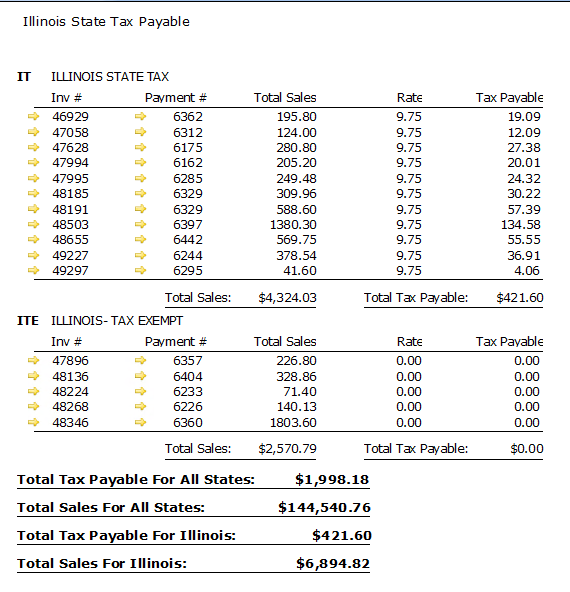 Illinois State Tax Payable
IT ILLINOIS STATE TAX
Inv # Payment # Total Sales Rate Tax Payable
46929 6362 195.80 9.75 19.09
47058 6312 124.00 9.75 12.09
47628 6175 280.80 9.75 27.38
47994 6162 205.20 9.75 20.01
47995 6285 249.48 9.75 24.32
48185 6329 309.96 9.75 30.22
48191 6329 588.60 9.75 57.39
48503 6397 1380.30 9.75 134.58
48655 6442 569.75 9.75 55.55
49227 6244 378.54 9.75 36.91
49297 6295 41.60 9.75 4.06
Total Sales: $4,324.03 Total Tax Payable: $421.60
ITE ILLINOIS- TAX EXEMPT
Inv # Payment # Total Sales Rate Tax Payable
47896 6357 226.80 0.00 0.00
48136 6404 328.86 0.00 0.00
48224 6233 71.40 0.00 0.00
48268 6226 140.13 0.00 0.00
48346 6360 1803.60 0.00 0.00
Total Sales: $2,570.79 Total Tax Payable: $0.00
Total Tax Payable For All States: $1,998.18
Total Sales For All States: $144,540.76
Total Tax Payable For Illinois: $421.60
Total Sales For Illinois: $6,894.82